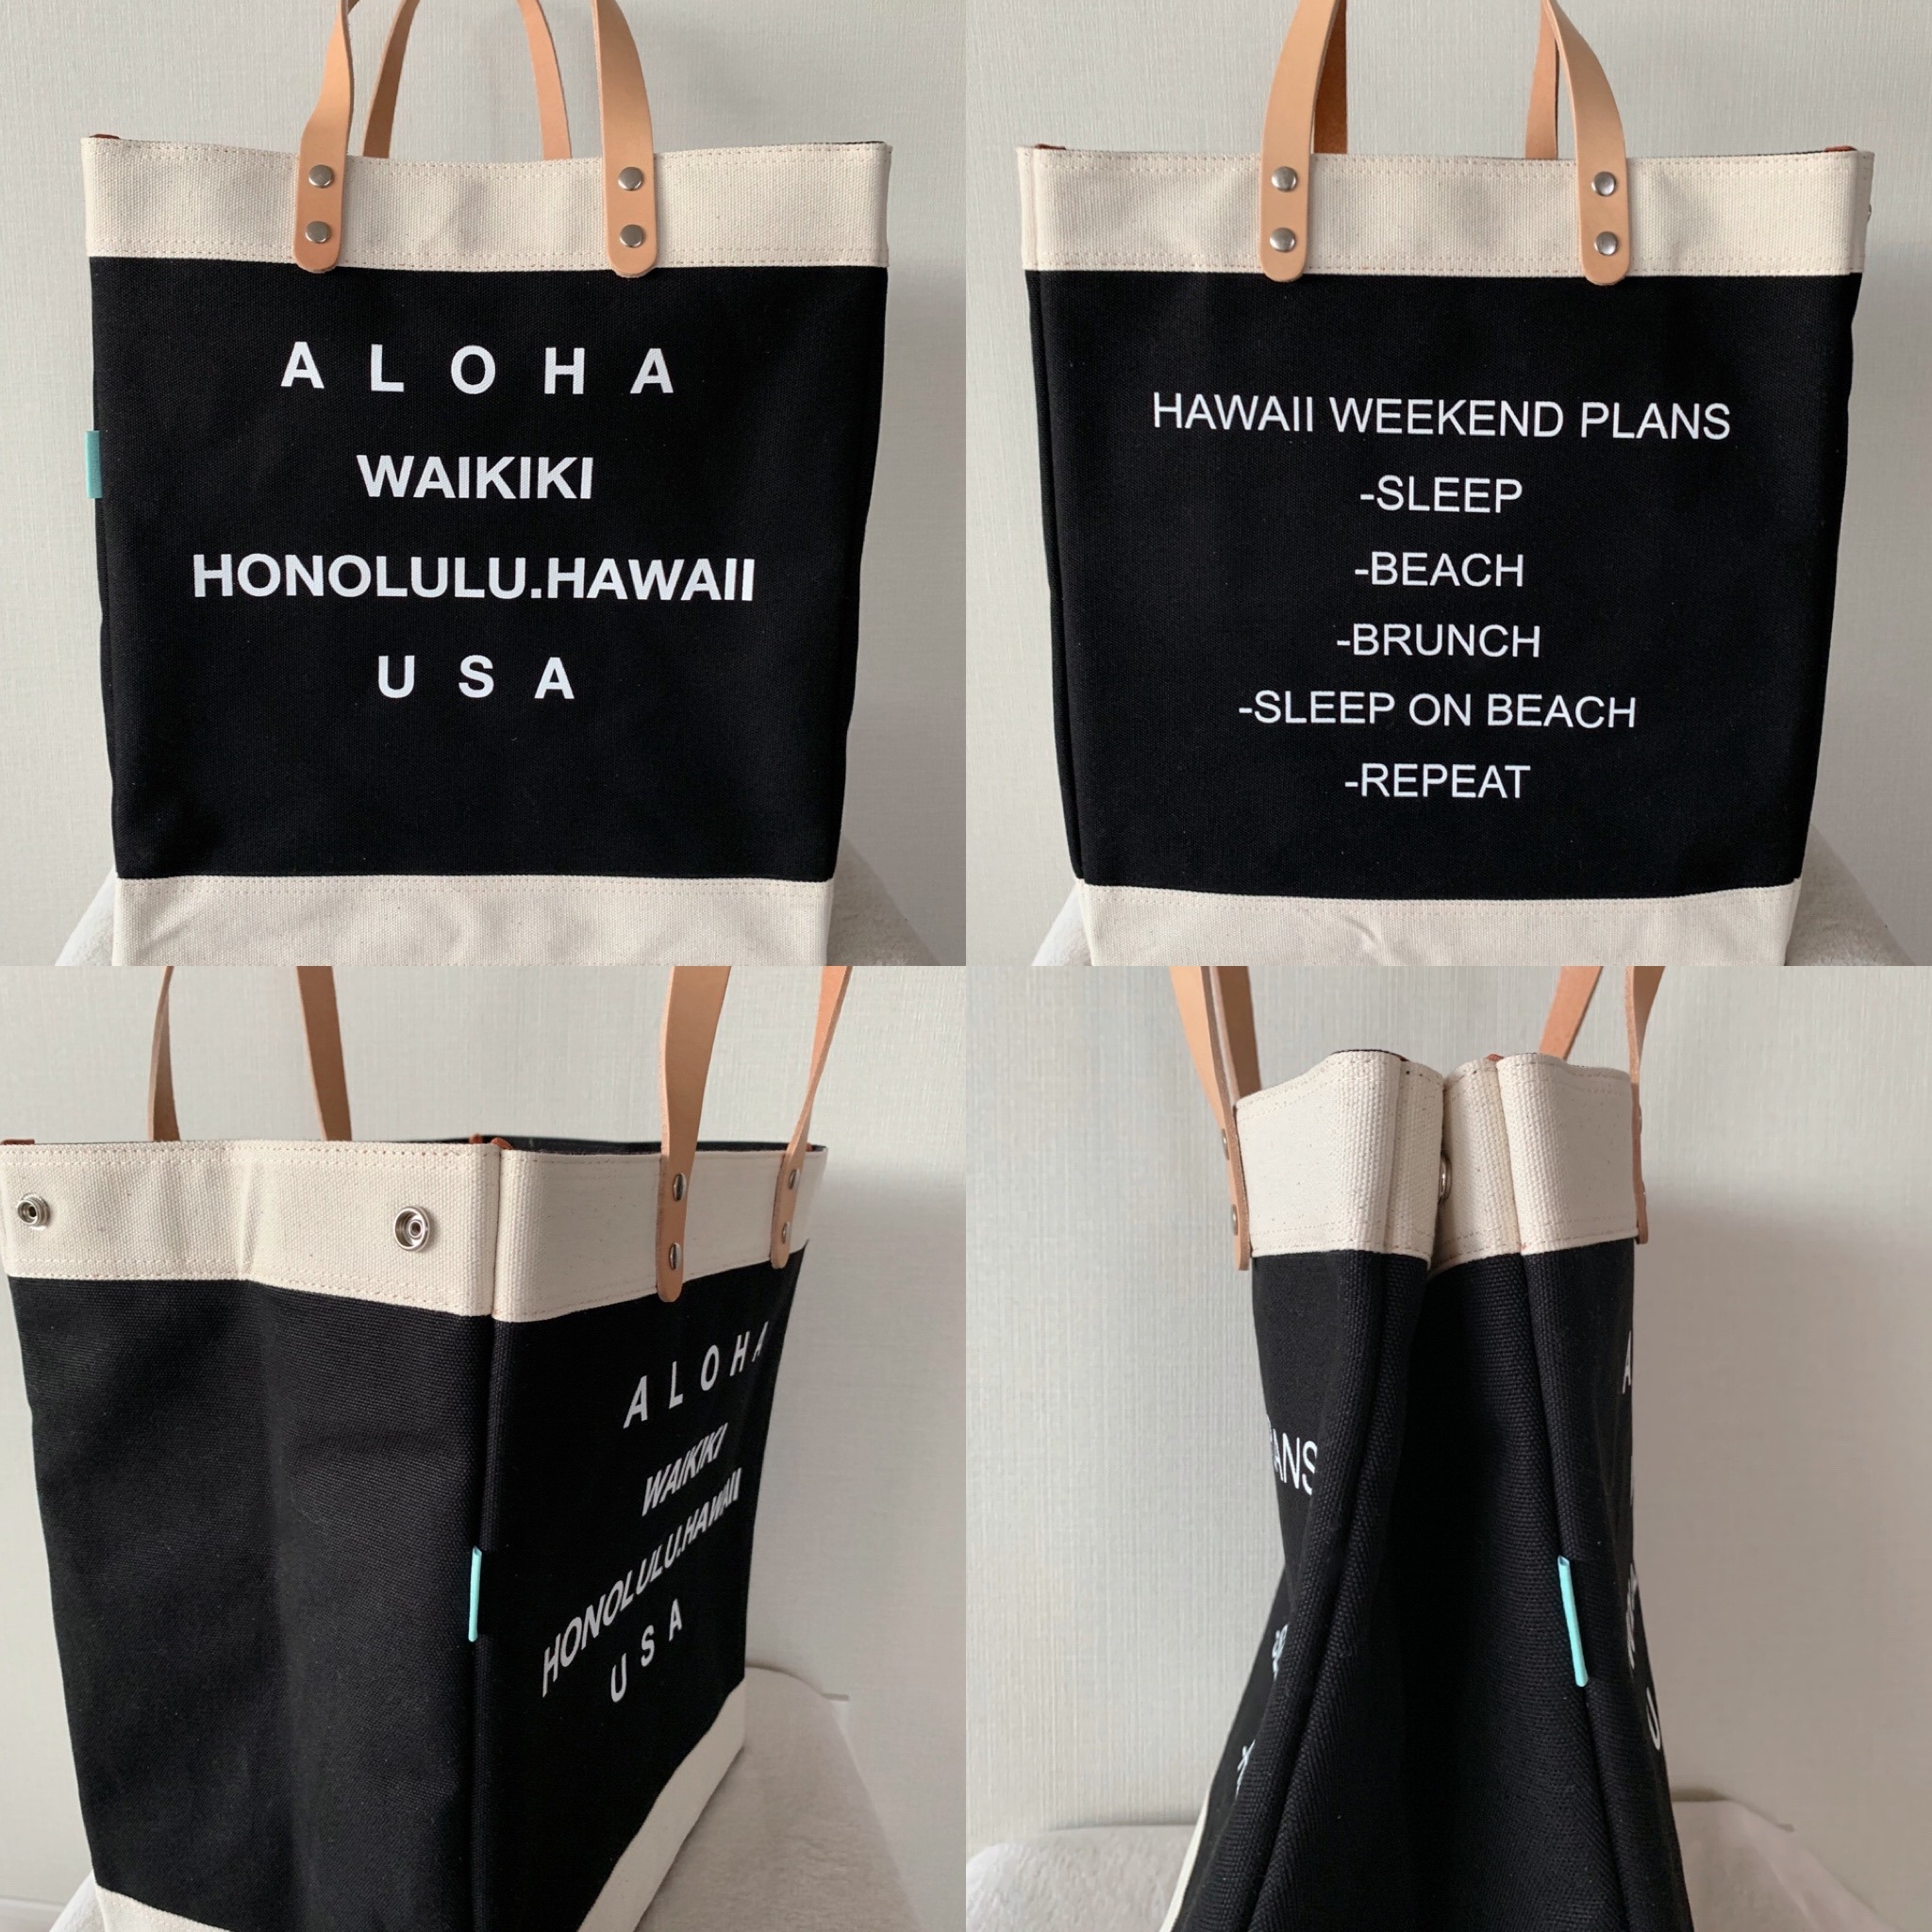 A L O H A
WAIKIKI
HONOLULU.HAWAII
U S A
HAWAII WEEKEND PLANS
-SLEEP
-BEACH
-BRUNCH
-SLEEP ON BEACH
-REPEAT
A L O H A
WAIKIKI
HONOLULU.HAWAII
U S A